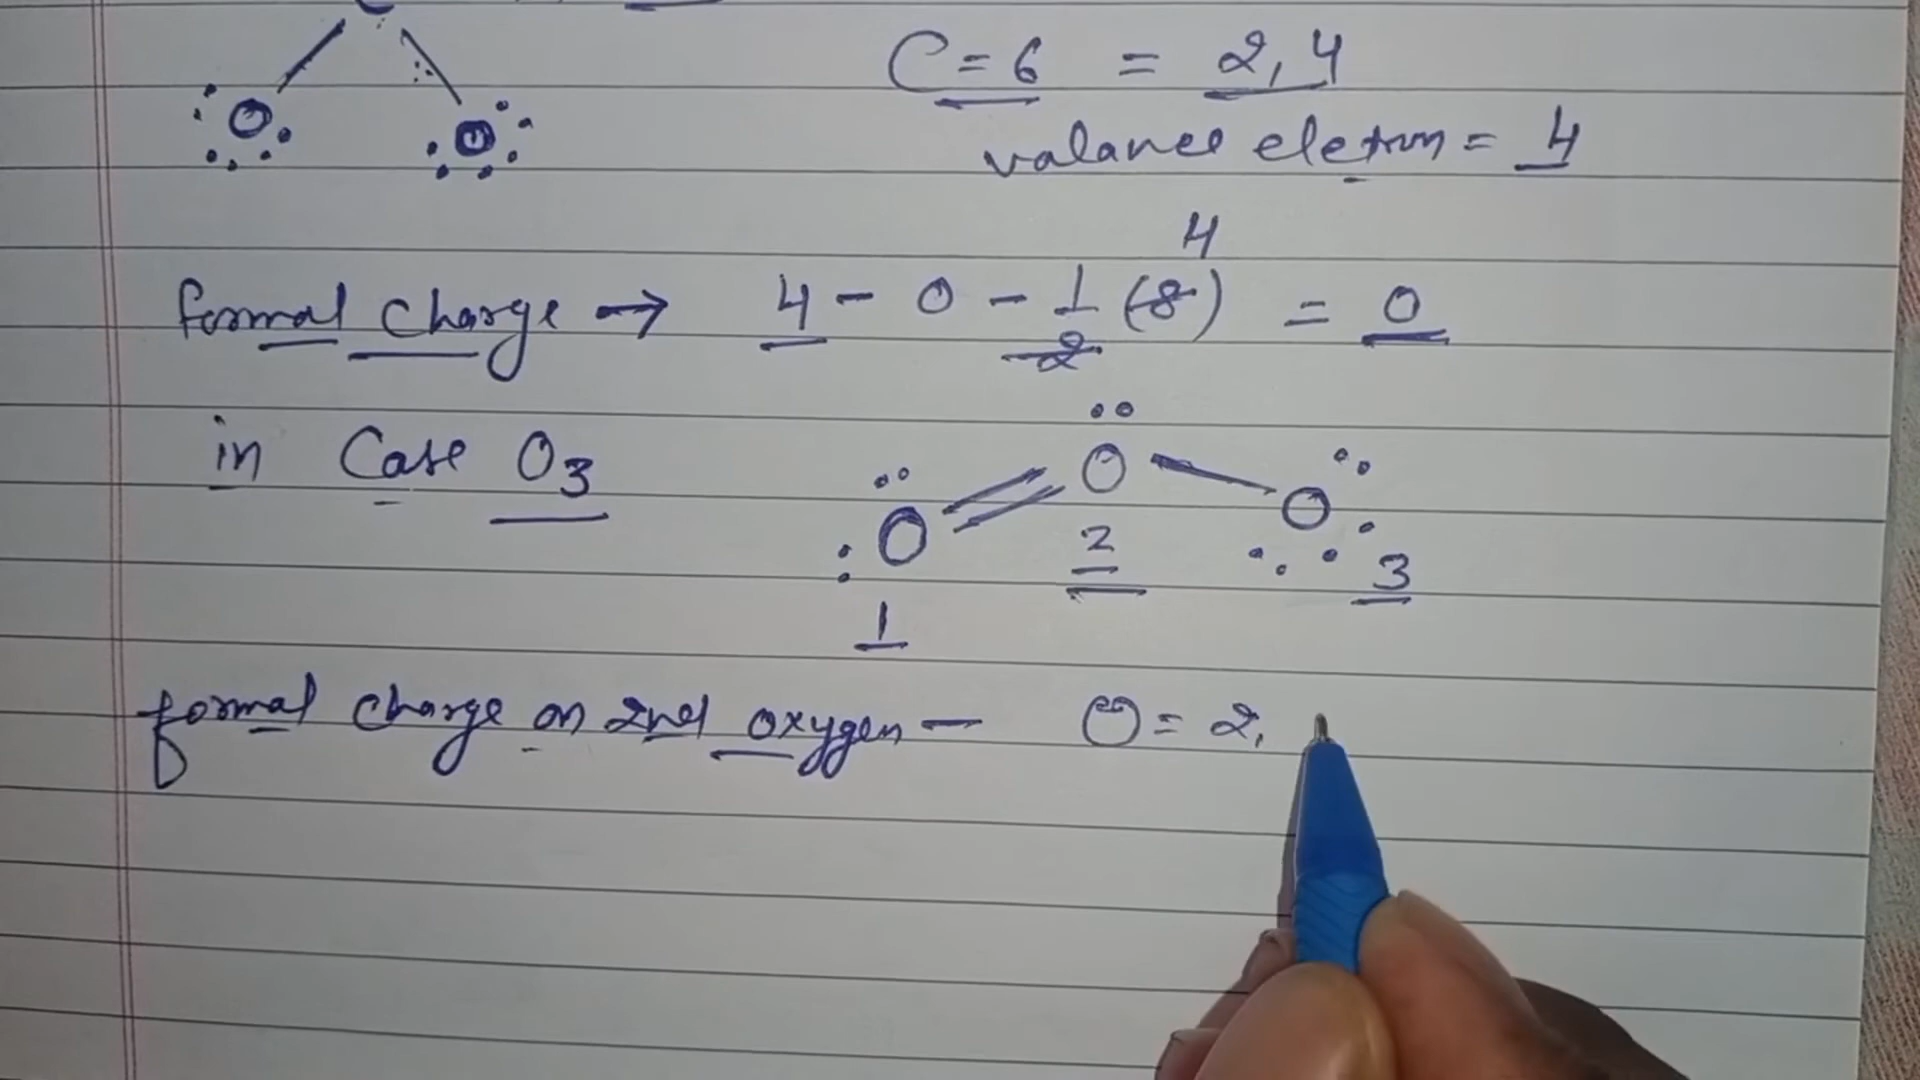 C = 6 = 2, 4
O O
valance eletron = 4
4
formal charge → 4 - 0 - 1/2 (8) = 0
in Case O3
O O O
1 2 3
formal charge on 2nd oxygen - O = 2,